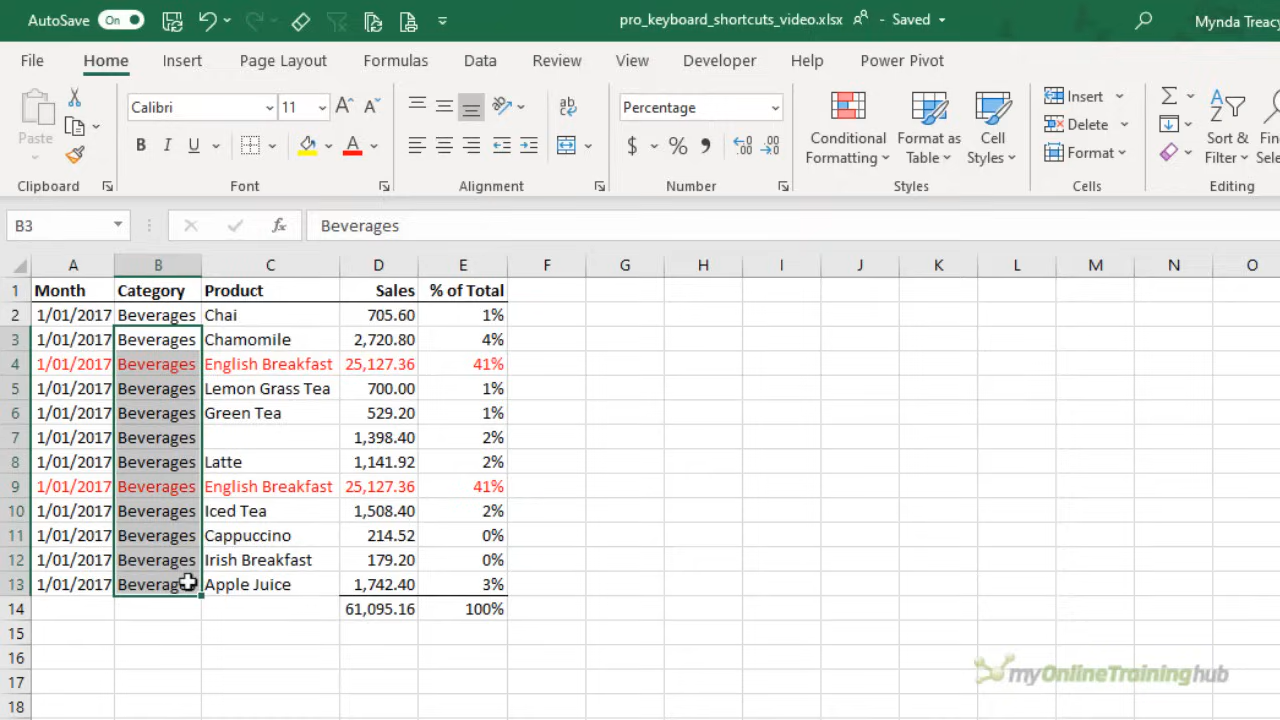 AutoSave On pro_keyboard_shortcuts_video.xlsx - Saved Mynda Treacy
File Home Insert Page Layout Formulas Data Review View Developer Help Power Pivot
Paste Calibri 11 A A ab Percentage Conditional Formatting Format as Table Cell Styles Insert Delete Format Σ Sort & Filter
B I U A $ % 9
Clipboard Font Alignment Number Styles Cells Editing
B3 fx Beverages
A B C D E F G H I J K L M N O
1 Month Category Product Sales % of Total
2 1/01/2017 Beverages Chai 705.60 1%
3 1/01/2017 Beverages Chamomile 2,720.80 4%
4 1/01/2017 Beverages English Breakfast 25,127.36 41%
5 1/01/2017 Beverages Lemon Grass Tea 700.00 1%
6 1/01/2017 Beverages Green Tea 529.20 1%
7 1/01/2017 Beverages 1,398.40 2%
8 1/01/2017 Beverages Latte 1,141.92 2%
9 1/01/2017 Beverages English Breakfast 25,127.36 41%
10 1/01/2017 Beverages Iced Tea 1,508.40 2%
11 1/01/2017 Beverages Cappuccino 214.52 0%
12 1/01/2017 Beverages Irish Breakfast 179.20 0%
13 1/01/2017 Beverages Apple Juice 1,742.40 3%
14 61,095.16 100%
15
16
17 myOnlineTraininghub
18